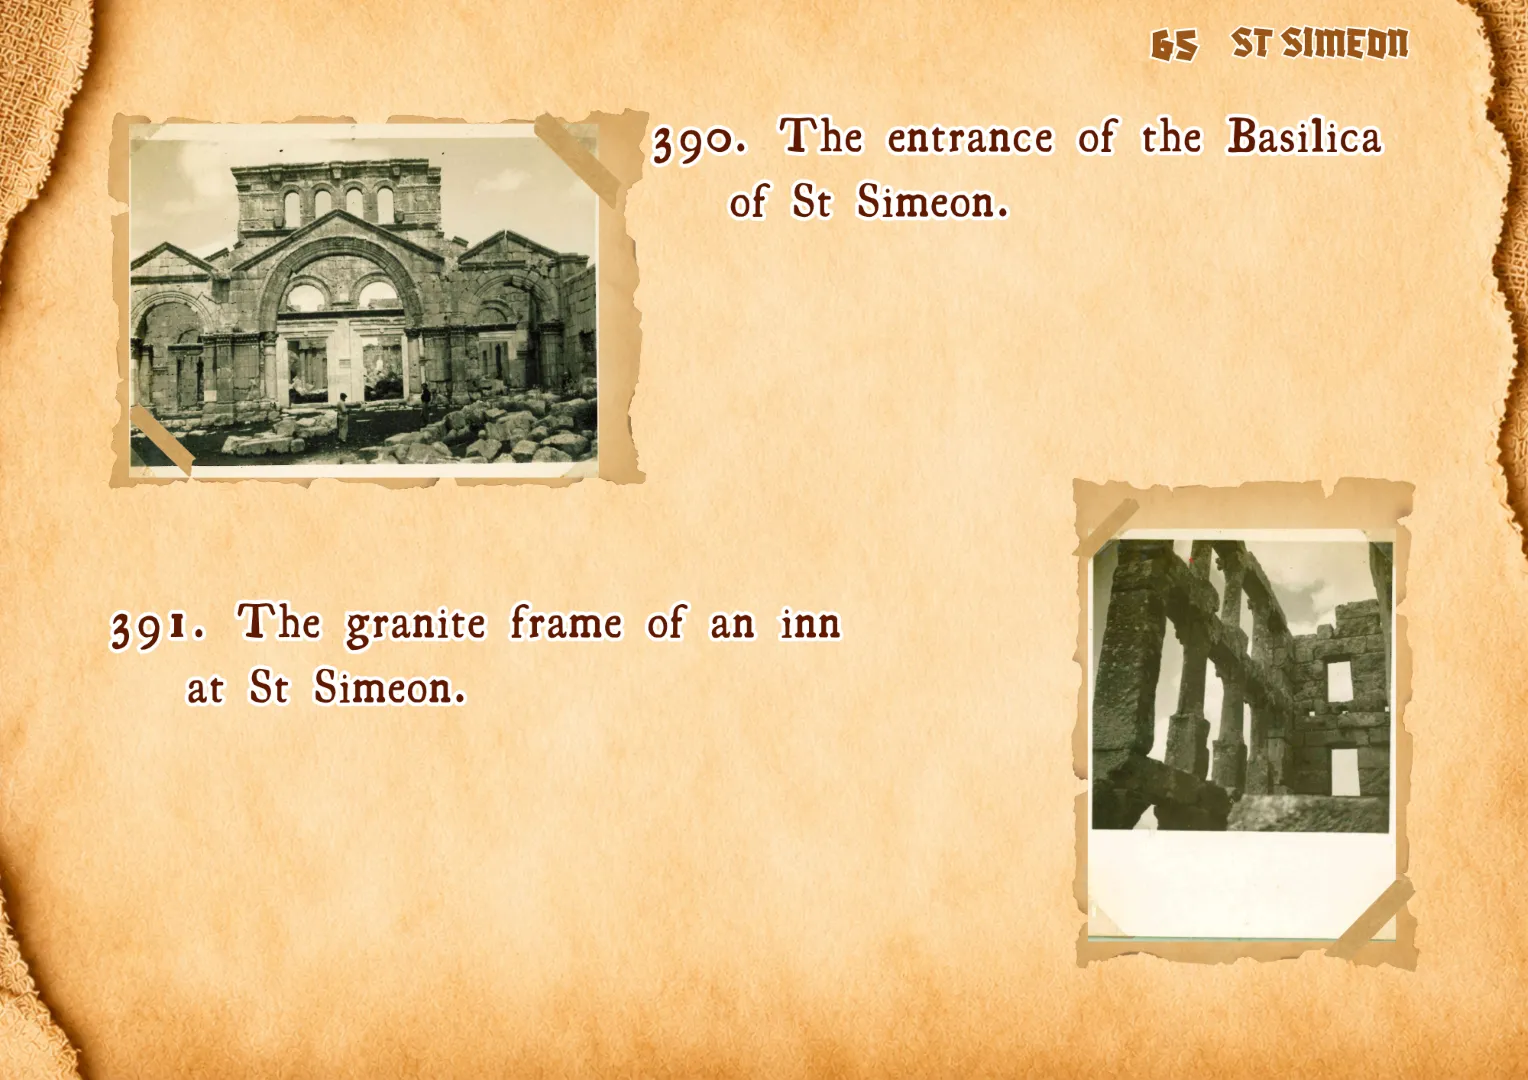 65 ST SIMEON
390. The entrance of the Basilica
of St Simeon.
391. The granite frame of an inn
at St Simeon.